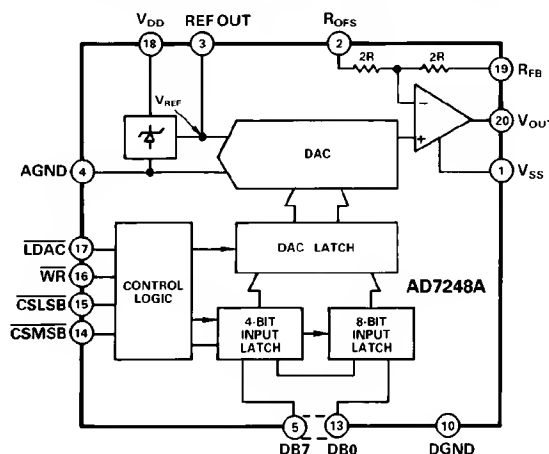 VDD REF OUT ROFS
18 3 2
2R 2R
19 RFB
VREF
20 VOUT
DAC
AGND 4
1 VSS
LDAC 17
DAC LATCH
WR 16
CONTROL LOGIC
AD7248A
CSLSB 15
4-BIT INPUT LATCH
8-BIT INPUT LATCH
CSMSB 14
5 13 10
DB7 DB0 DGND